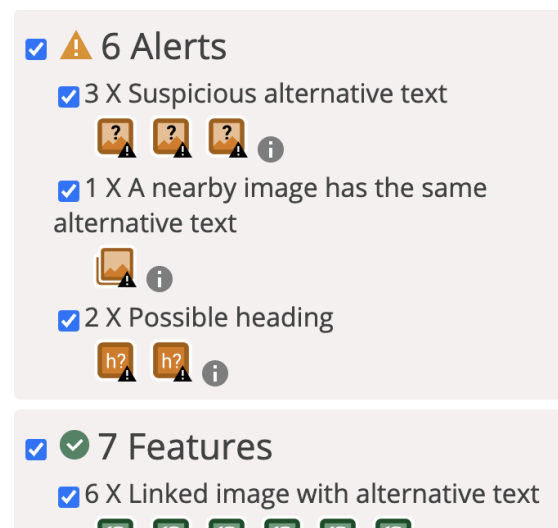 6 Alerts
3 X Suspicious alternative text
? ? ? i
1 X A nearby image has the same
alternative text
i
2 X Possible heading
h? h? i
7 Features
6 X Linked image with alternative text